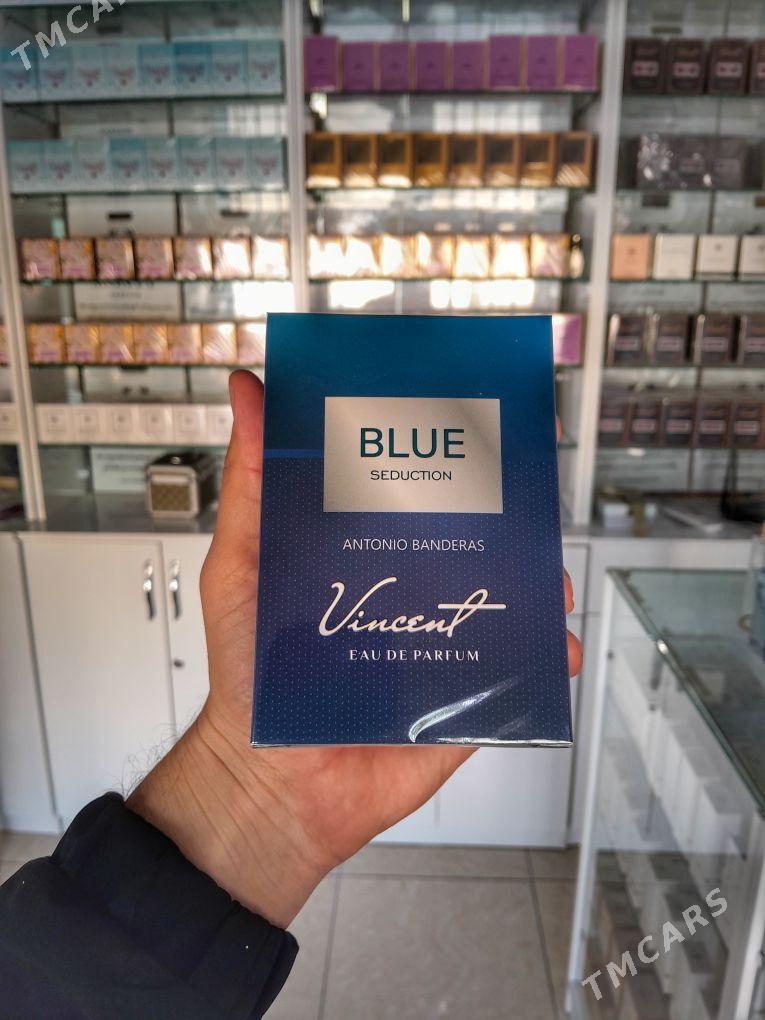 TMCARS
BLUE
SEDUCTION
ANTONIO BANDERAS
Vincent
EAU DE PARFUM
TMCARS